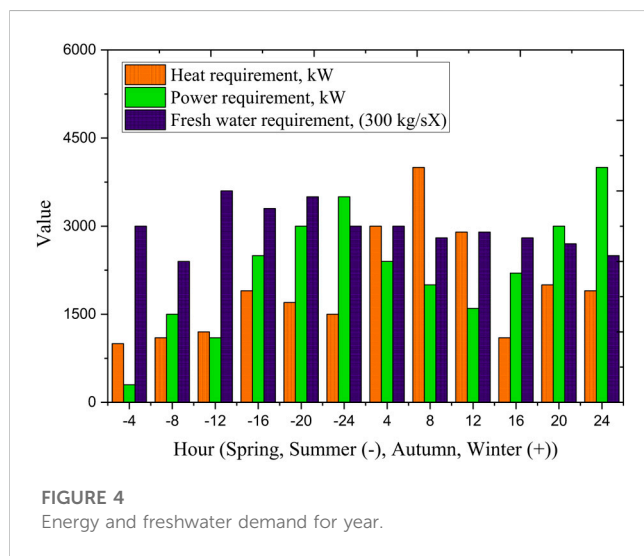 6000
4500
3000
1500
0
Value
Heat requirement, kW
Power requirement, kW
Fresh water requirement, (300 kg/sX)
-4 -8 -12 -16 -20 -24 4 8 12 16 20 24
Hour (Spring, Summer (-), Autumn, Winter (+))
FIGURE 4
Energy and freshwater demand for year.